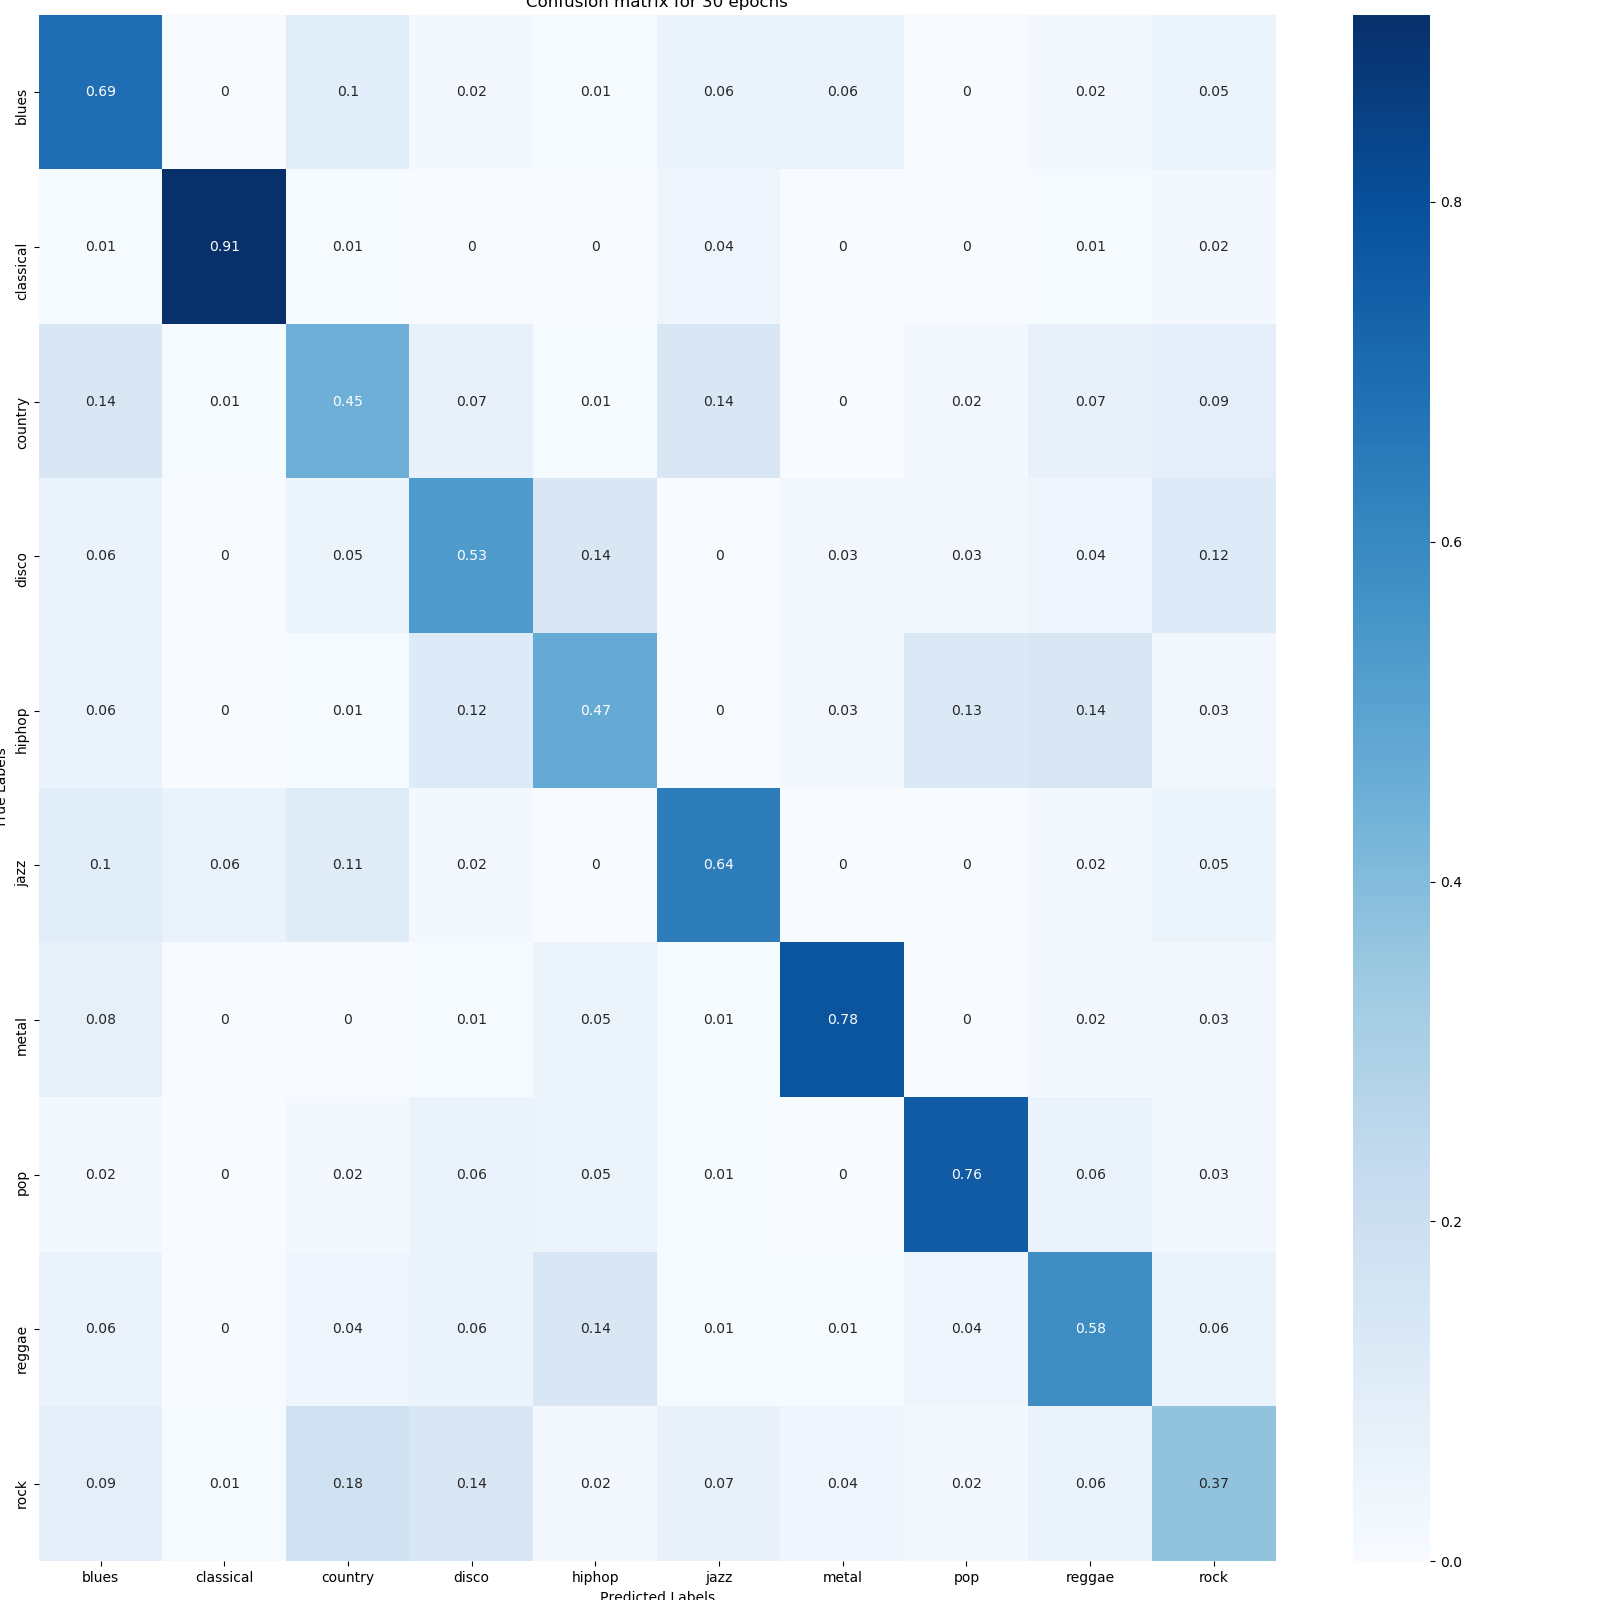 Confusion matrix for 30 epochs
blues 0.69 0 0.1 0.02 0.01 0.06 0.06 0 0.02 0.05
classical 0.01 0.91 0.01 0 0 0.04 0 0 0.01 0.02
country 0.14 0.01 0.45 0.07 0.01 0.14 0 0.02 0.07 0.09
disco 0.06 0 0.05 0.53 0.14 0 0.03 0.03 0.04 0.12
hiphop 0.06 0 0.01 0.12 0.47 0 0.03 0.13 0.14 0.03
jazz 0.1 0.06 0.11 0.02 0 0.64 0 0 0.02 0.05
metal 0.08 0 0 0.01 0.05 0.01 0.78 0 0.02 0.03
pop 0.02 0 0.02 0.06 0.05 0.01 0 0.76 0.06 0.03
reggae 0.06 0 0.04 0.06 0.14 0.01 0.01 0.04 0.58 0.06
rock 0.09 0.01 0.18 0.14 0.02 0.07 0.04 0.02 0.06 0.37
blues classical country disco hiphop jazz metal pop reggae rock
Predicted Labels
True Labels
0.8
0.6
0.4
0.2
0.0